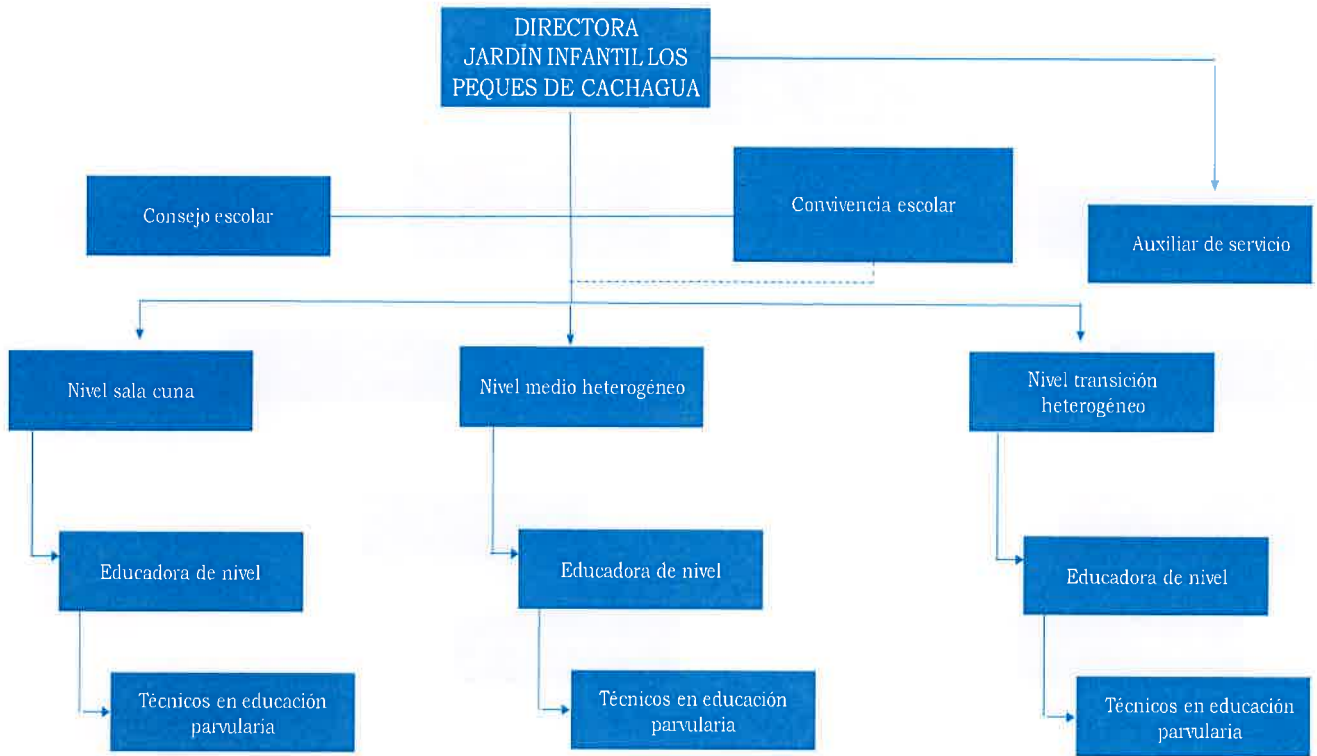 DIRECTORA
JARDÍN INFANTIL LOS
PEQUES DE CACHAGUA
Consejo escolar
Convivencia escolar
Auxiliar de servicio
Nivel sala cuna
Nivel medio heterogéneo
Nivel transición
heterogéneo
Educadora de nivel
Educadora de nivel
Educadora de nivel
Técnicos en educación
parvularia
Técnicos en educación
parvularia
Técnicos en educación
parvularia